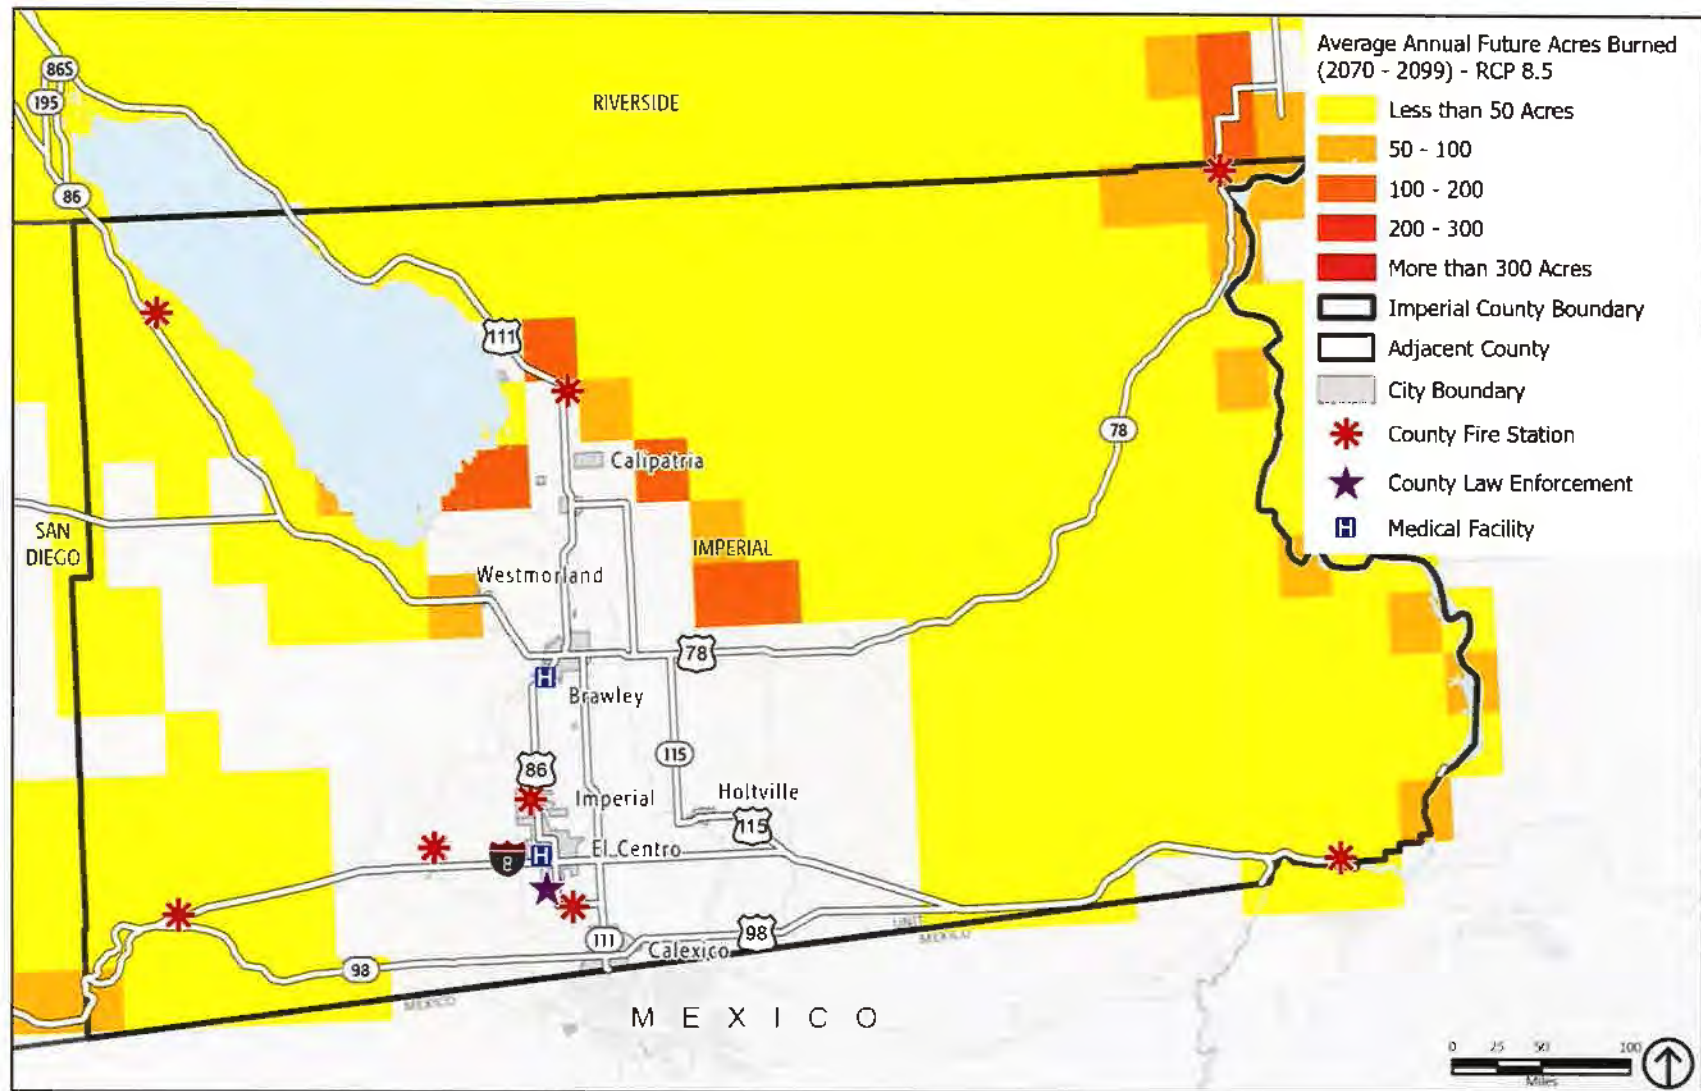 86S
195
RIVERSIDE
86
111
Calipatria
78
SAN
DIEGO
IMPERIAL
Westmorland
78
H
Brawley
115
86
Imperial
Holtville
115
El Centro
8
H
98
111
Calexico
98
MEXICO
MEXICO
M E X I C O
Average Annual Future Acres Burned
(2070 - 2099) - RCP 8.5
Less than 50 Acres
50 - 100
100 - 200
200 - 300
More than 300 Acres
Imperial County Boundary
Adjacent County
City Boundary
County Fire Station
County Law Enforcement
H Medical Facility
0 25 50 100
Miles